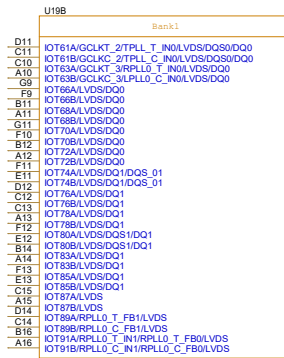 U19B
Bank1
D11 IOT61A/GCLKT_2/TPLL_T_IN0/LVDS/DQS0/DQ0
C11 IOT61B/GCLKC_2/TPLL_C_IN0/LVDS/DQS0/DQ0
C10 IOT63A/GCLKT_3/RPLL0_T_IN0/LVDS/DQ0
A10 IOT63B/GCLKC_3/LPLL0_C_IN0/LVDS/DQ0
G9 IOT66A/LVDS/DQ0
F9 IOT66B/LVDS/DQ0
B11 IOT68A/LVDS/DQ0
A11 IOT68B/LVDS/DQ0
G11 IOT70A/LVDS/DQ0
F10 IOT70B/LVDS/DQ0
B12 IOT72A/LVDS/DQ0
A12 IOT72B/LVDS/DQ0
F11 IOT74A/LVDS/DQ1/DQS_01
E11 IOT74B/LVDS/DQ1/DQS_01
D12 IOT76A/LVDS/DQ1
C12 IOT76B/LVDS/DQ1
C13 IOT78A/LVDS/DQ1
A13 IOT78B/LVDS/DQ1
F12 IOT80A/LVDS/DQS1/DQ1
E12 IOT80B/LVDS/DQS1/DQ1
B14 IOT83A/LVDS/DQ1
A14 IOT83B/LVDS/DQ1
F13 IOT85A/LVDS/DQ1
E13 IOT85B/LVDS/DQ1
C15 IOT87A/LVDS
A15 IOT87B/LVDS
D14 IOT89A/RPLL0_T_FB1/LVDS
C14 IOT89B/RPLL0_C_FB1/LVDS
B16 IOT91A/RPLL0_T_IN1/RPLL0_T_FB0/LVDS
A16 IOT91B/RPLL0_C_IN1/RPLL0_C_FB0/LVDS